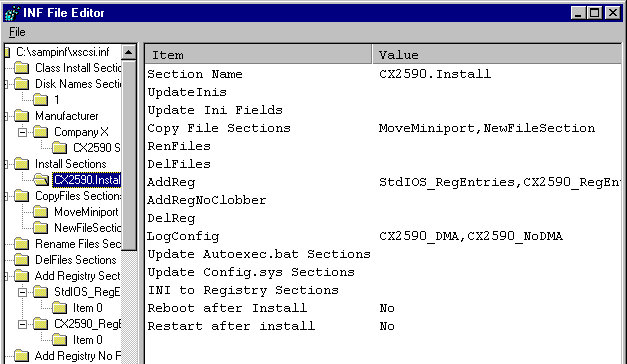 INF File Editor
File
C:\sampinf\xscsi.inf
Class Install Sectio
Disk Names Secti
1
Manufacturer
Company X
CX2590 S
Install Sections
CX2590.Instal
CopyFiles Section
MoveMiniport
NewFileSection
Rename Files Sec
DelFiles Sections
Add Registry Sect
StdIOS_RegE
Item 0
CX2590_RegE
Item 0
Add Registry No F
Item Value
Section Name CX2590.Install
UpdateInis
Update Ini Fields
Copy File Sections MoveMiniport,NewFileSection
RenFiles
DelFiles
AddReg StdIOS_RegEntries,CX2590_RegEnt
AddRegNoClobber
DelReg
LogConfig CX2590_DMA,CX2590_NoDMA
Update Autoexec.bat Sections
Update Config.sys Sections
INI to Registry Sections
Reboot after Install No
Restart after install No